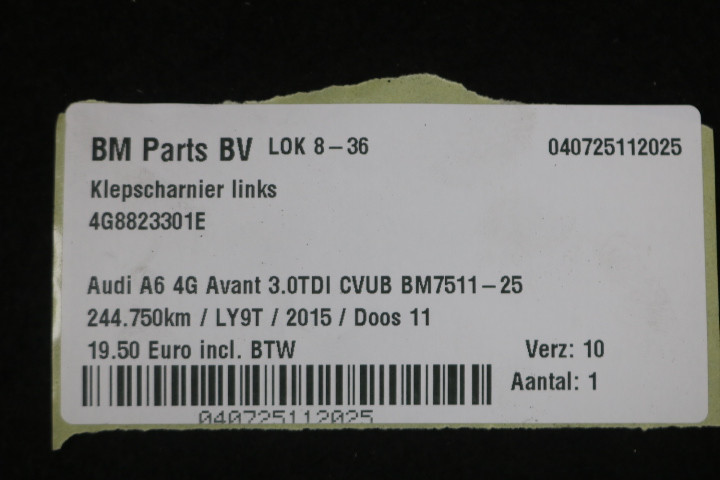 BM Parts BV LOK 8-36 040725112025
Klepscharnier links
4G8823301E
Audi A6 4G Avant 3.0TDI CVUB BM7511-25
244.750km / LY9T / 2015 / Doos 11
19.50 Euro incl. BTW Verz: 10
Aantal: 1
040725112025